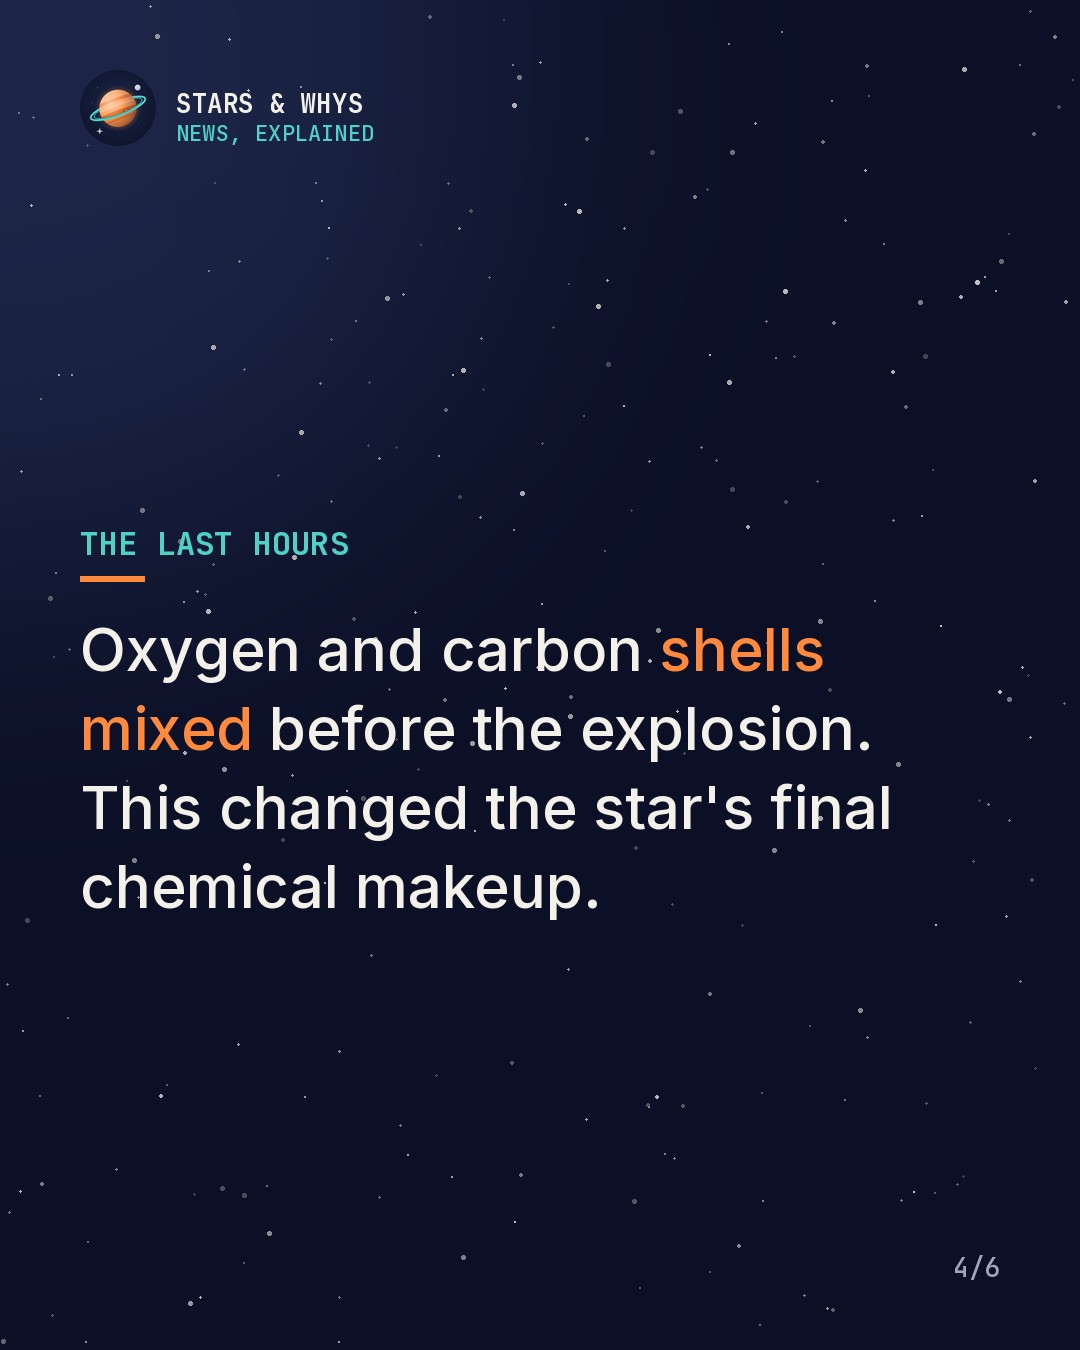 STARS & WHYS
NEWS, EXPLAINED
THE LAST HOURS
Oxygen and carbon shells
mixed before the explosion.
This changed the star's final
chemical makeup.
4/6